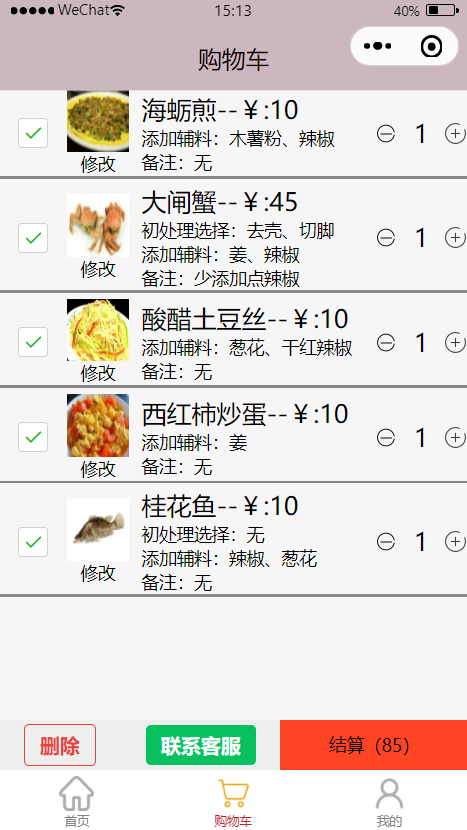 WeChat 15:13 40%
购物车
海蛎煎--￥:10
添加辅料：木薯粉、辣椒
备注：无
修改
1
大闸蟹--￥:45
初处理选择：去壳、切脚
添加辅料：姜、辣椒
备注：少添加点辣椒
修改
1
酸醋土豆丝--￥:10
添加辅料：葱花、干红辣椒
备注：无
修改
1
西红柿炒蛋--￥:10
添加辅料：姜
备注：无
修改
1
桂花鱼--￥:10
初处理选择：无
添加辅料：辣椒、葱花
备注：无
修改
1
删除 联系客服 结算（85）
首页 购物车 我的